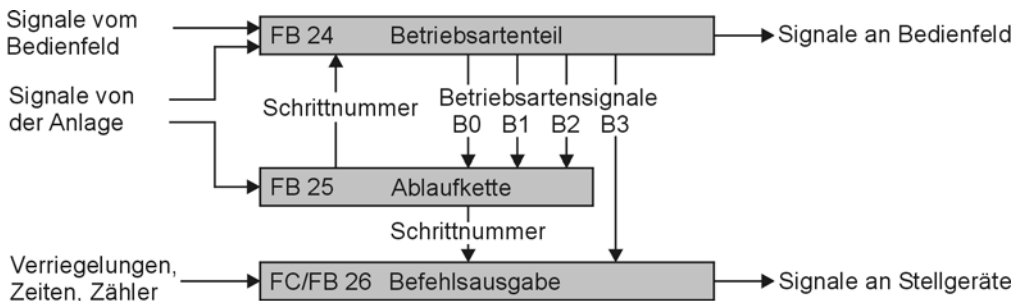 Signale vom
Bedienfeld
FB 24 Betriebsartenteil
Signale an Bedienfeld
Signale von
der Anlage
Schrittnummer
Betriebsartensignale
B0 B1 B2 B3
FB 25 Ablaufkette
Schrittnummer
Verriegelungen,
Zeiten, Zähler
FC/FB 26 Befehlsausgabe
Signale an Stellgeräte